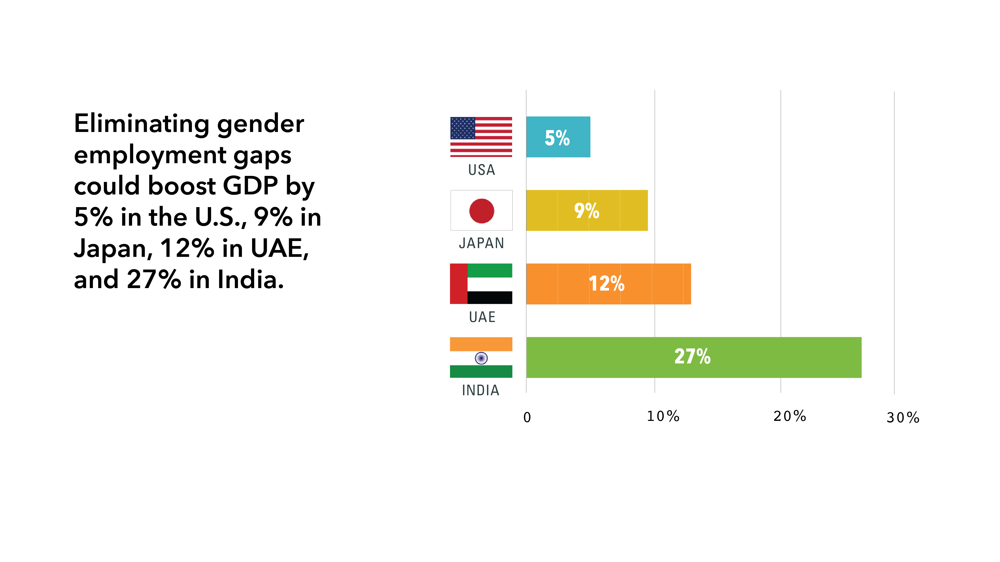 Eliminating gender
employment gaps
could boost GDP by
5% in the U.S., 9% in
Japan, 12% in UAE,
and 27% in India.
5%
USA
9%
JAPAN
12%
UAE
27%
INDIA
0
10%
20%
30%